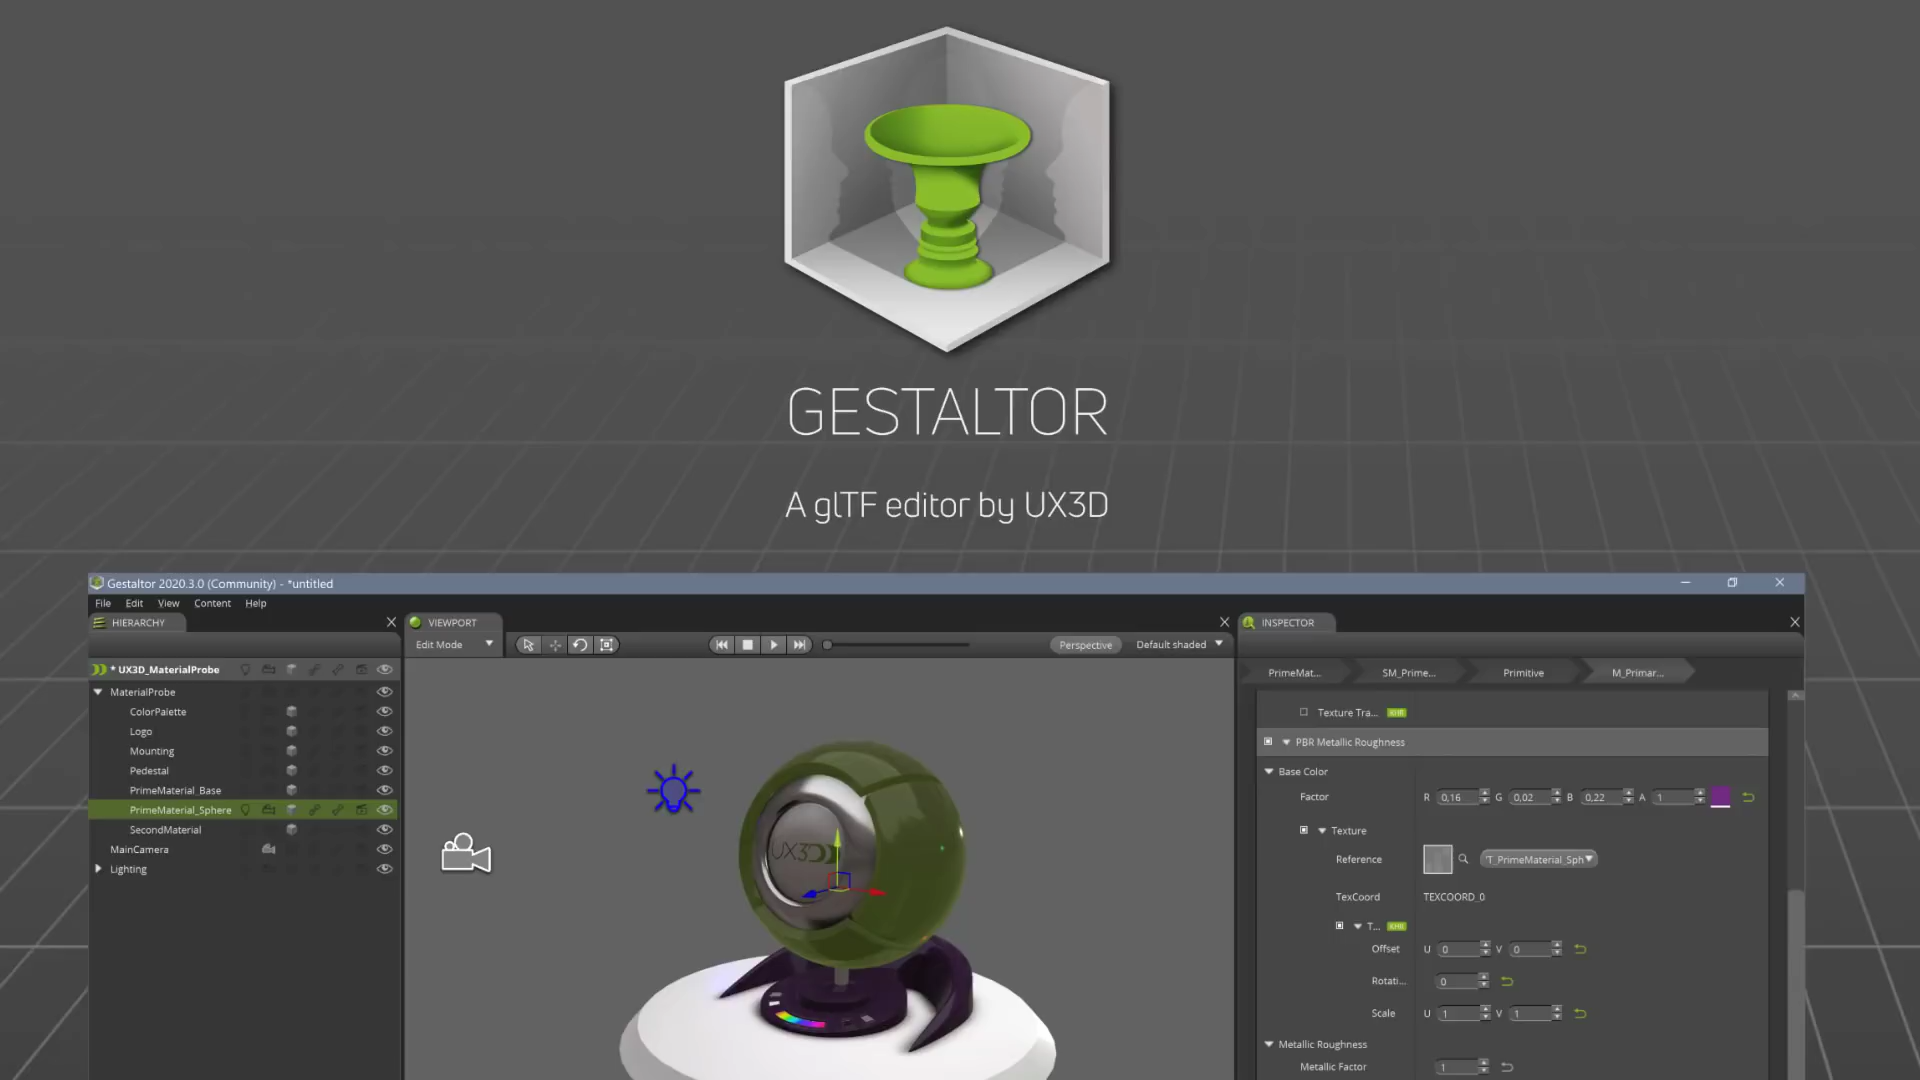 GESTALTOR
A glTF editor by UX3D
Gestaltor 2020.3.0 (Community) - *untitled
File Edit View Content Help
HIERARCHY
VIEWPORT
INSPECTOR
Edit Mode
Perspective
Default shaded
* UX3D_MaterialProbe
MaterialProbe
ColorPalette
Logo
Mounting
Pedestal
PrimeMaterial_Base
PrimeMaterial_Sphere
SecondMaterial
MainCamera
Lighting
UX3D
PrimeMat... SM_Prime... Primitive M_Primar...
Texture Tra... KHR
PBR Metallic Roughness
Base Color
Factor R 0,16 G 0,02 B 0,22 A 1
Texture
Reference 'T_PrimeMaterial_Sph
TexCoord TEXCOORD_0
T... KHR
Offset U 0 V 0
Rotati... 0
Scale U 1 V 1
Metallic Roughness
Metallic Factor 1